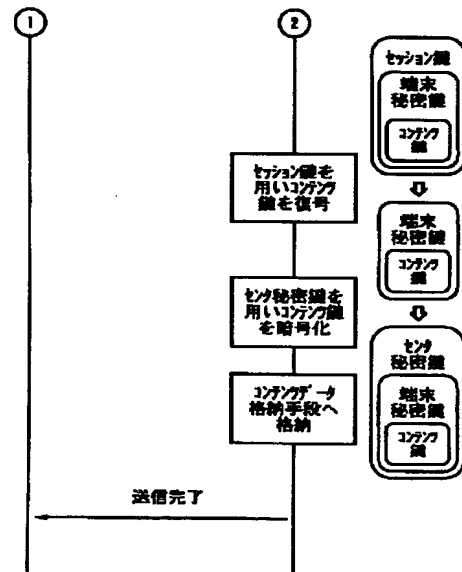 ①
②
セッション鍵
端末
秘密鍵
コンテンツ
鍵
セッション鍵を
用いコンテンツ
鍵を復号
端末
秘密鍵
コンテンツ
鍵
センタ秘密鍵を
用いコンテンツ鍵
を暗号化
センタ
秘密鍵
端末
秘密鍵
コンテンツ
鍵
コンテンツデータ
格納手段へ
格納
送信完了